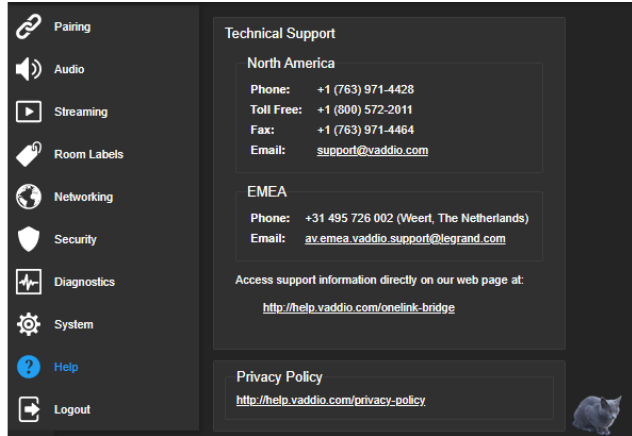 Pairing
Audio
Streaming
Room Labels
Networking
Security
Diagnostics
System
Help
Logout
Technical Support
North America
Phone: +1 (763) 971-4428
Toll Free: +1 (800) 572-2011
Fax: +1 (763) 971-4464
Email: support@vaddio.com
EMEA
Phone: +31 495 726 002 (Weert, The Netherlands)
Email: av.emea.vaddio.support@legrand.com
Access support information directly on our web page at:
http://help.vaddio.com/onelink-bridge
Privacy Policy
http://help.vaddio.com/privacy-policy